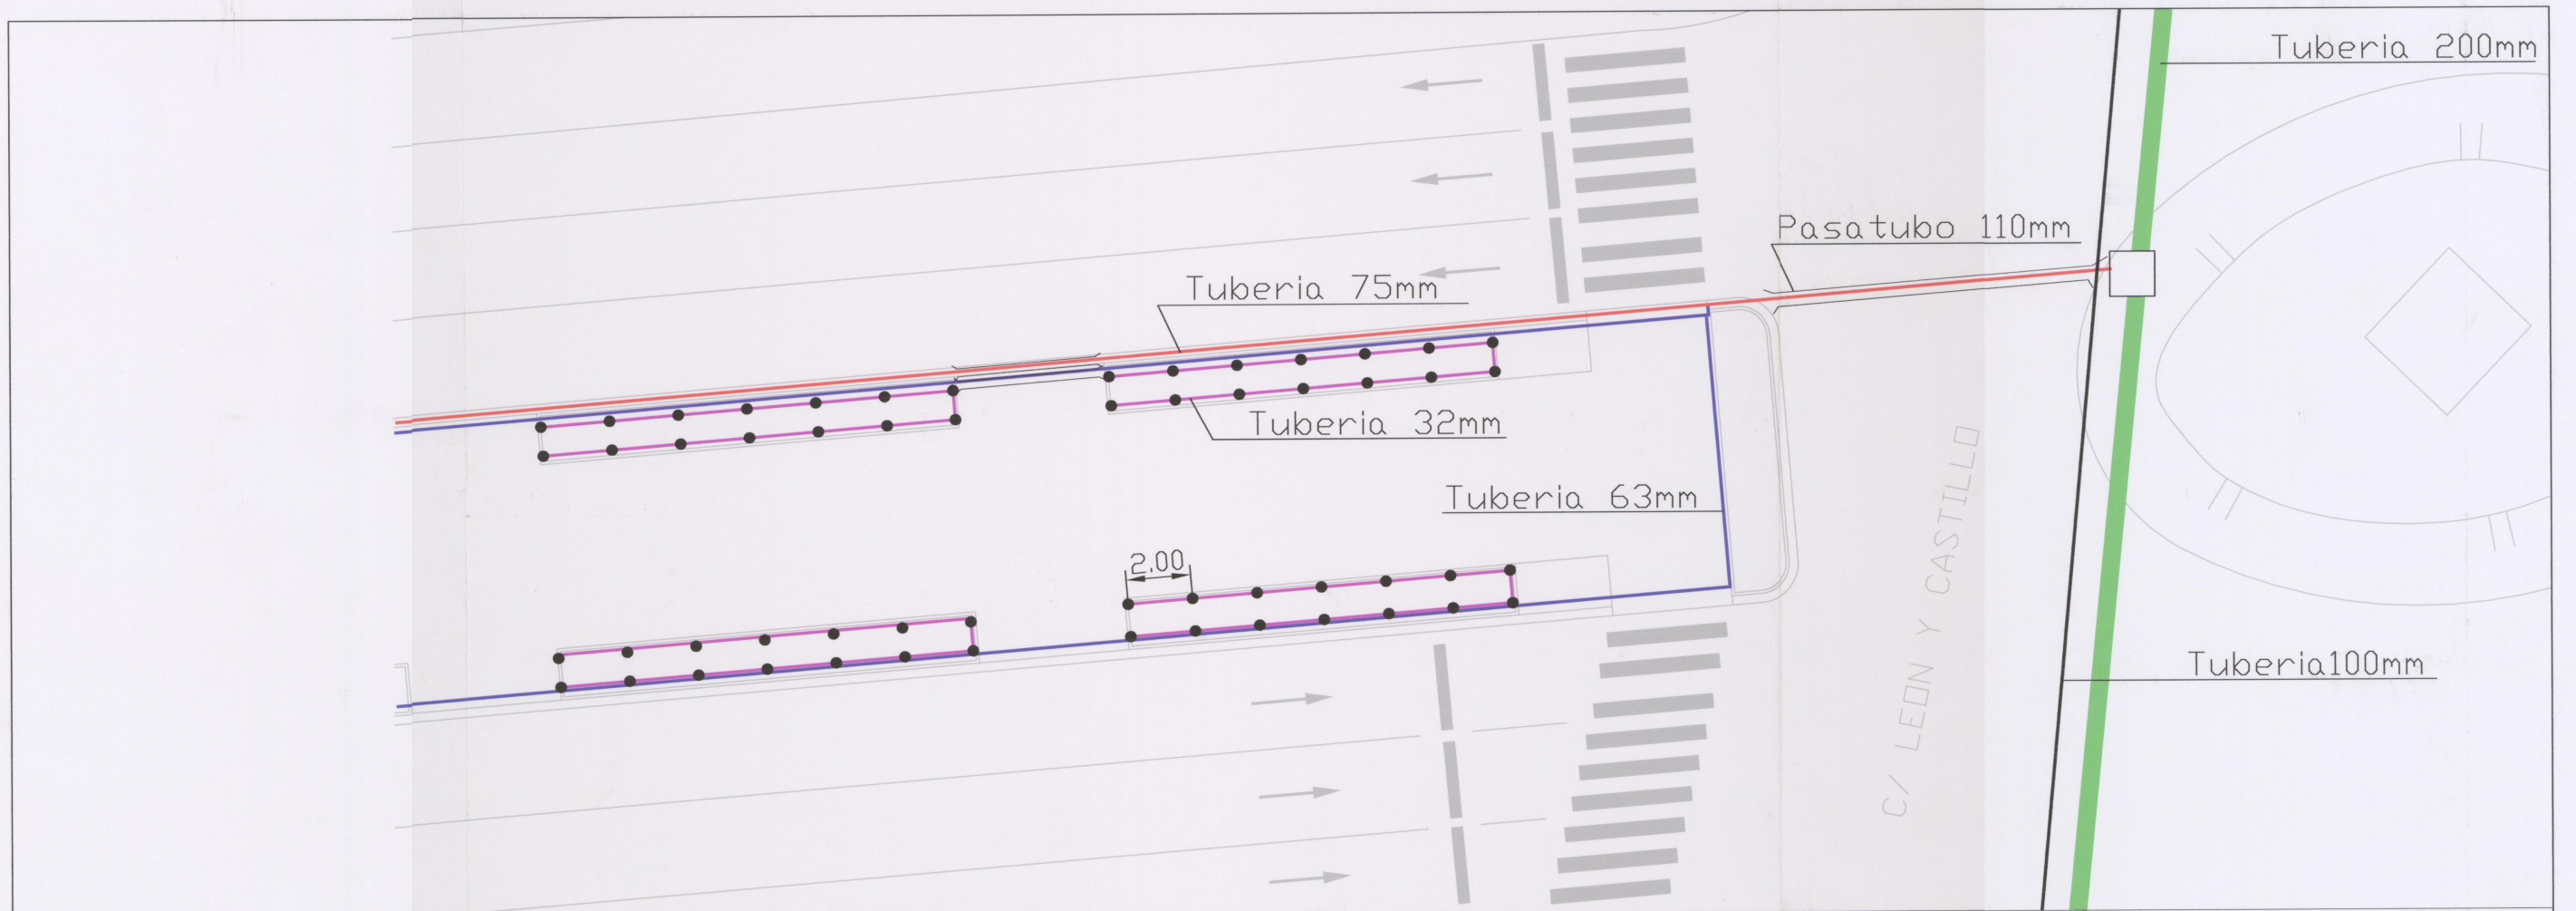 Tuberia 200mm
Pasatubo 110mm
Tuberia 75mm
Tuberia 32mm
Tuberia 63mm
2.00
C/ LEON Y CASTILLO
Tuberia100mm